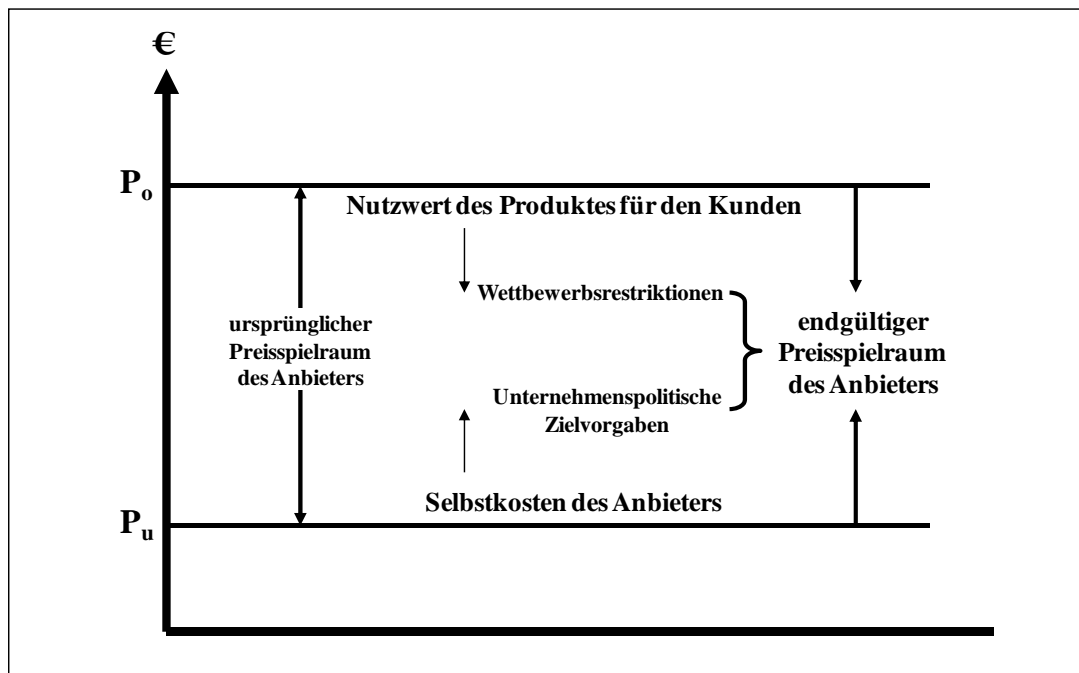 €
P_o
Nutzwert des Produktes für den Kunden
Wettbewerbsrestriktionen
ursprünglicher
Preisspielraum
des Anbieters
endgültiger
Preisspielraum
des Anbieters
Unternehmenspolitische
Zielvorgaben
Selbstkosten des Anbieters
P_u